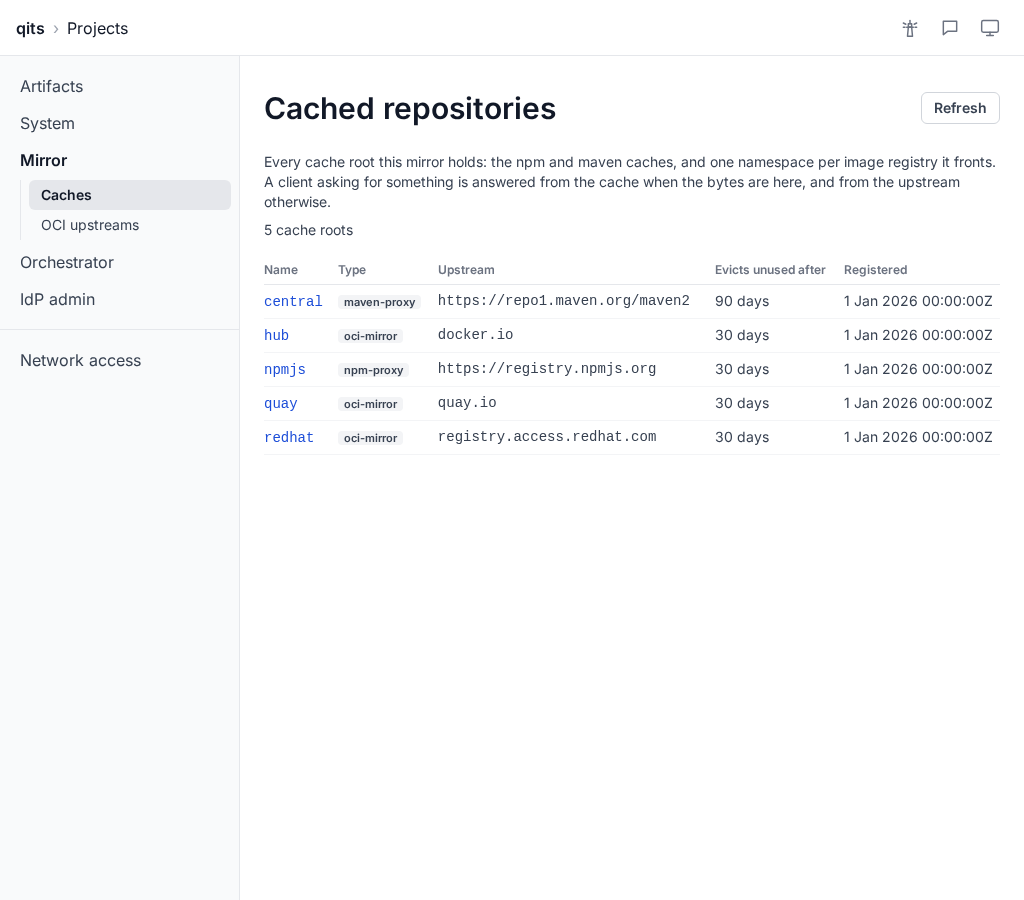 qits › Projects
Artifacts
System
Mirror
Caches
OCI upstreams
Orchestrator
IdP admin
Network access
Cached repositories
Refresh
Every cache root this mirror holds: the npm and maven caches, and one namespace per image registry it fronts.
A client asking for something is answered from the cache when the bytes are here, and from the upstream
otherwise.
5 cache roots
Name Type Upstream Evicts unused after Registered
central maven-proxy https://repo1.maven.org/maven2 90 days 1 Jan 2026 00:00:00Z
hub oci-mirror docker.io 30 days 1 Jan 2026 00:00:00Z
npmjs npm-proxy https://registry.npmjs.org 30 days 1 Jan 2026 00:00:00Z
quay oci-mirror quay.io 30 days 1 Jan 2026 00:00:00Z
redhat oci-mirror registry.access.redhat.com 30 days 1 Jan 2026 00:00:00Z